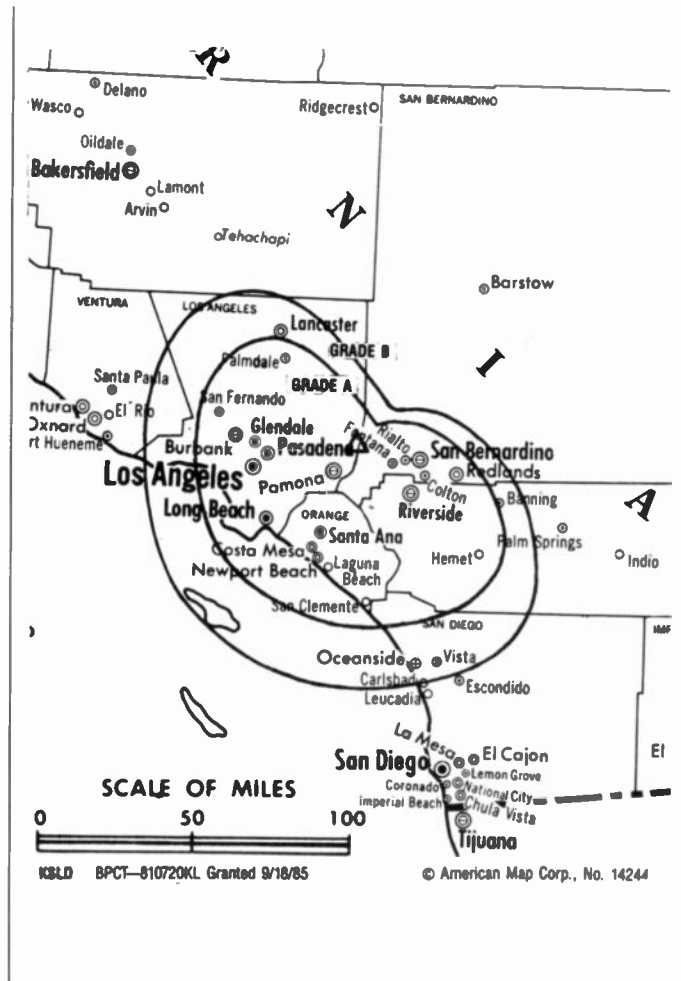 R
Delano
Wasco
Ridgecrest
SAN BERNARDINO
Oildale
Bakersfield
Lamont
Arvin
N
Tehachapi
Barstow
VENTURA
LOS ANGELES
Lancaster
GRADE B
Palmdale
I
GRADE A
Santa Paula
San Fernando
ntura
El Rio
Oxnard
Glendale
rt Hueneme
Burbank
Pasadena
Fontana
Rialto
San Bernardino
Los Angeles
Redlands
Pamona
Colton
Banning
A
Long Beach
ORANGE
Riverside
Santa Ana
Palm Springs
Costa Mesa
Hemet
Indio
Newport Beach
Laguna
Beach
San Clemente
SAN DIEGO
IMF
Oceanside
Vista
Carlsbad
Escondido
Leucadia
La Mesa
El Cajon
El
San Diego
Lemon Grove
SCALE OF MILES
Coronado
National City
Imperial Beach
Chula Vista
0 50 100
Tijuana
KSLD BPCT—810720KL Granted 9/18/85
© American Map Corp., No. 14244